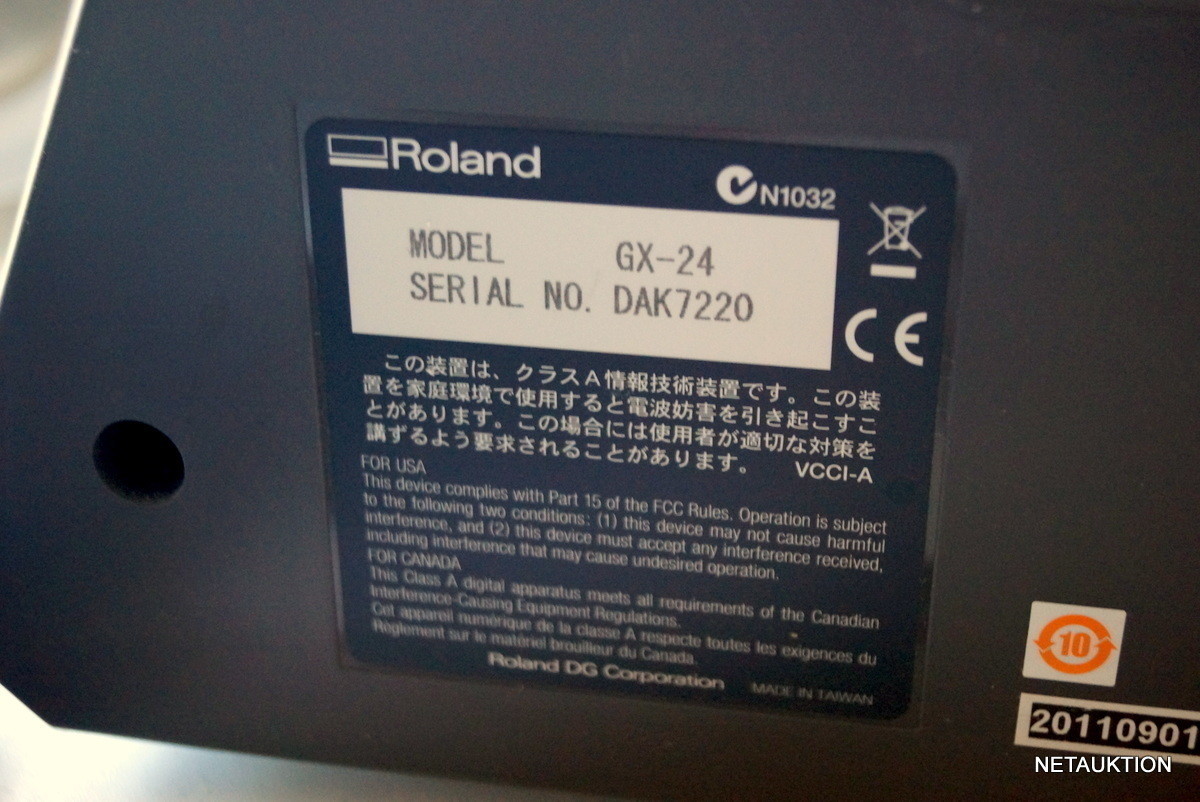 Roland
N1032
MODEL GX-24
SERIAL NO. DAK7220
この装置は、クラスA情報技術装置です。この装
置を家庭環境で使用すると電波妨害を引き起こすこ
とがあります。この場合には使用者が適切な対策を
講ずるよう要求されることがあります。 VCCI-A
FOR USA
This device complies with Part 15 of the FCC Rules. Operation is subject
to the following two conditions: (1) this device may not cause harmful
interference, and (2) this device must accept any interference received,
including interference that may cause undesired operation.
FOR CANADA
This Class A digital apparatus meets all requirements of the Canadian
Interference-Causing Equipment Regulations.
Cet appareil numérique de la classe A respecte toutes les exigences du
Règlement sur le matériel brouilleur du Canada.
Roland DG Corporation MADE IN TAIWAN
CE
10
20110901
NETAUKTION